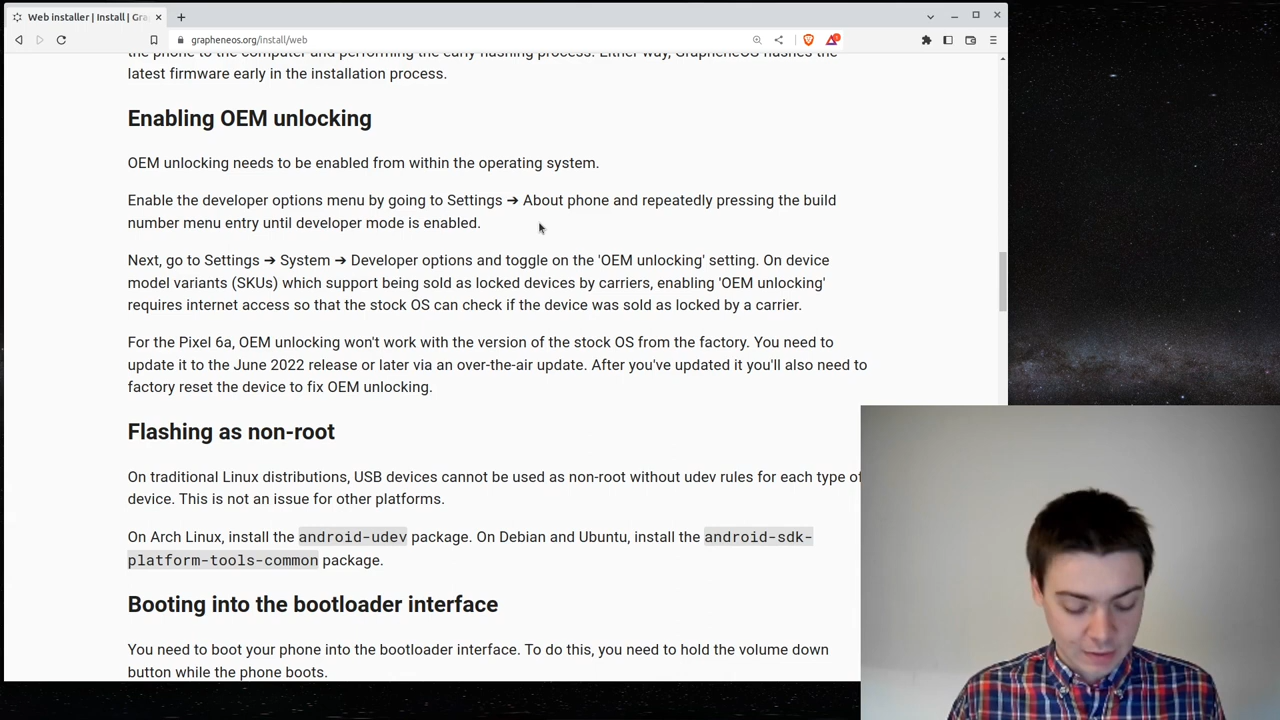 Web installer | Install | Gra
grapheneos.org/install/web
the phone to the computer and performing the early flashing process. Either way, GrapheneOS flashes the
latest firmware early in the installation process.
Enabling OEM unlocking
OEM unlocking needs to be enabled from within the operating system.
Enable the developer options menu by going to Settings ➔ About phone and repeatedly pressing the build
number menu entry until developer mode is enabled.
Next, go to Settings ➔ System ➔ Developer options and toggle on the 'OEM unlocking' setting. On device
model variants (SKUs) which support being sold as locked devices by carriers, enabling 'OEM unlocking'
requires internet access so that the stock OS can check if the device was sold as locked by a carrier.
For the Pixel 6a, OEM unlocking won't work with the version of the stock OS from the factory. You need to
update it to the June 2022 release or later via an over-the-air update. After you've updated it you'll also need to
factory reset the device to fix OEM unlocking.
Flashing as non-root
On traditional Linux distributions, USB devices cannot be used as non-root without udev rules for each type of
device. This is not an issue for other platforms.
On Arch Linux, install the android-udev package. On Debian and Ubuntu, install the android-sdk-
platform-tools-common package.
Booting into the bootloader interface
You need to boot your phone into the bootloader interface. To do this, you need to hold the volume down
button while the phone boots.